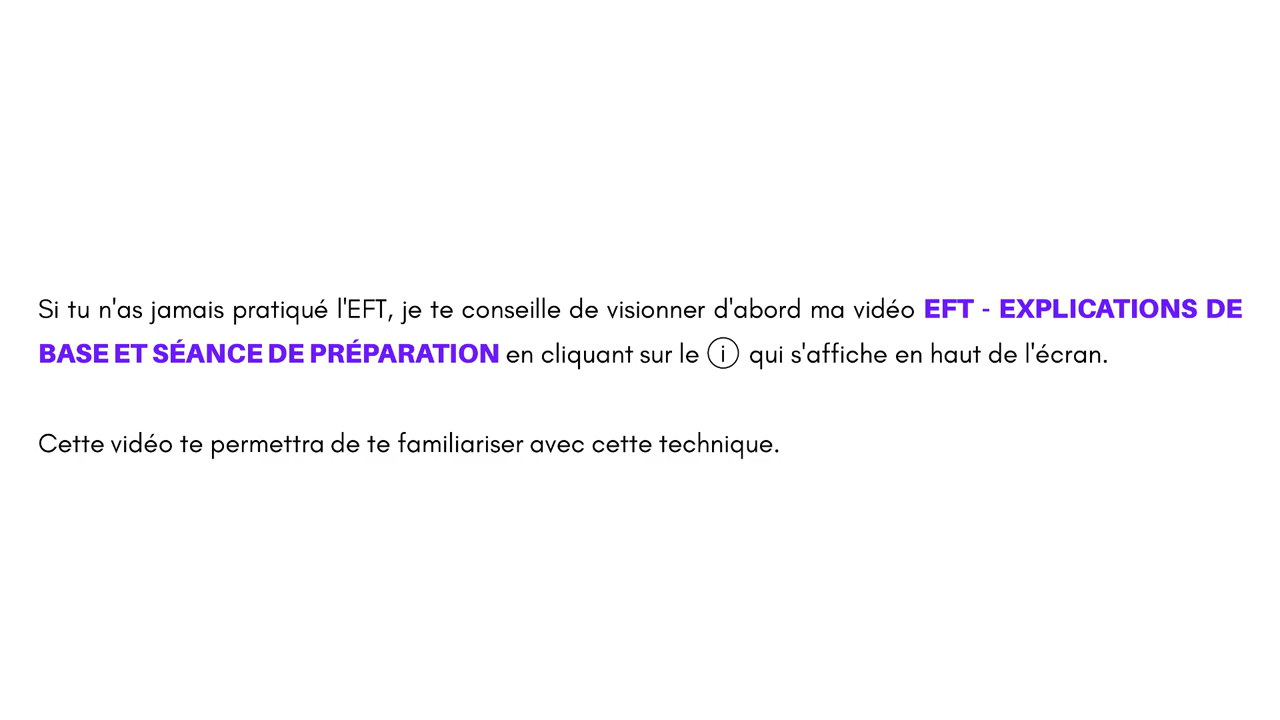 Si tu n'as jamais pratiqué l'EFT, je te conseille de visionner d'abord ma vidéo EFT - EXPLICATIONS DE
BASE ET SÉANCE DE PRÉPARATION en cliquant sur le ⓘ qui s'affiche en haut de l'écran.
Cette vidéo te permettra de te familiariser avec cette technique.